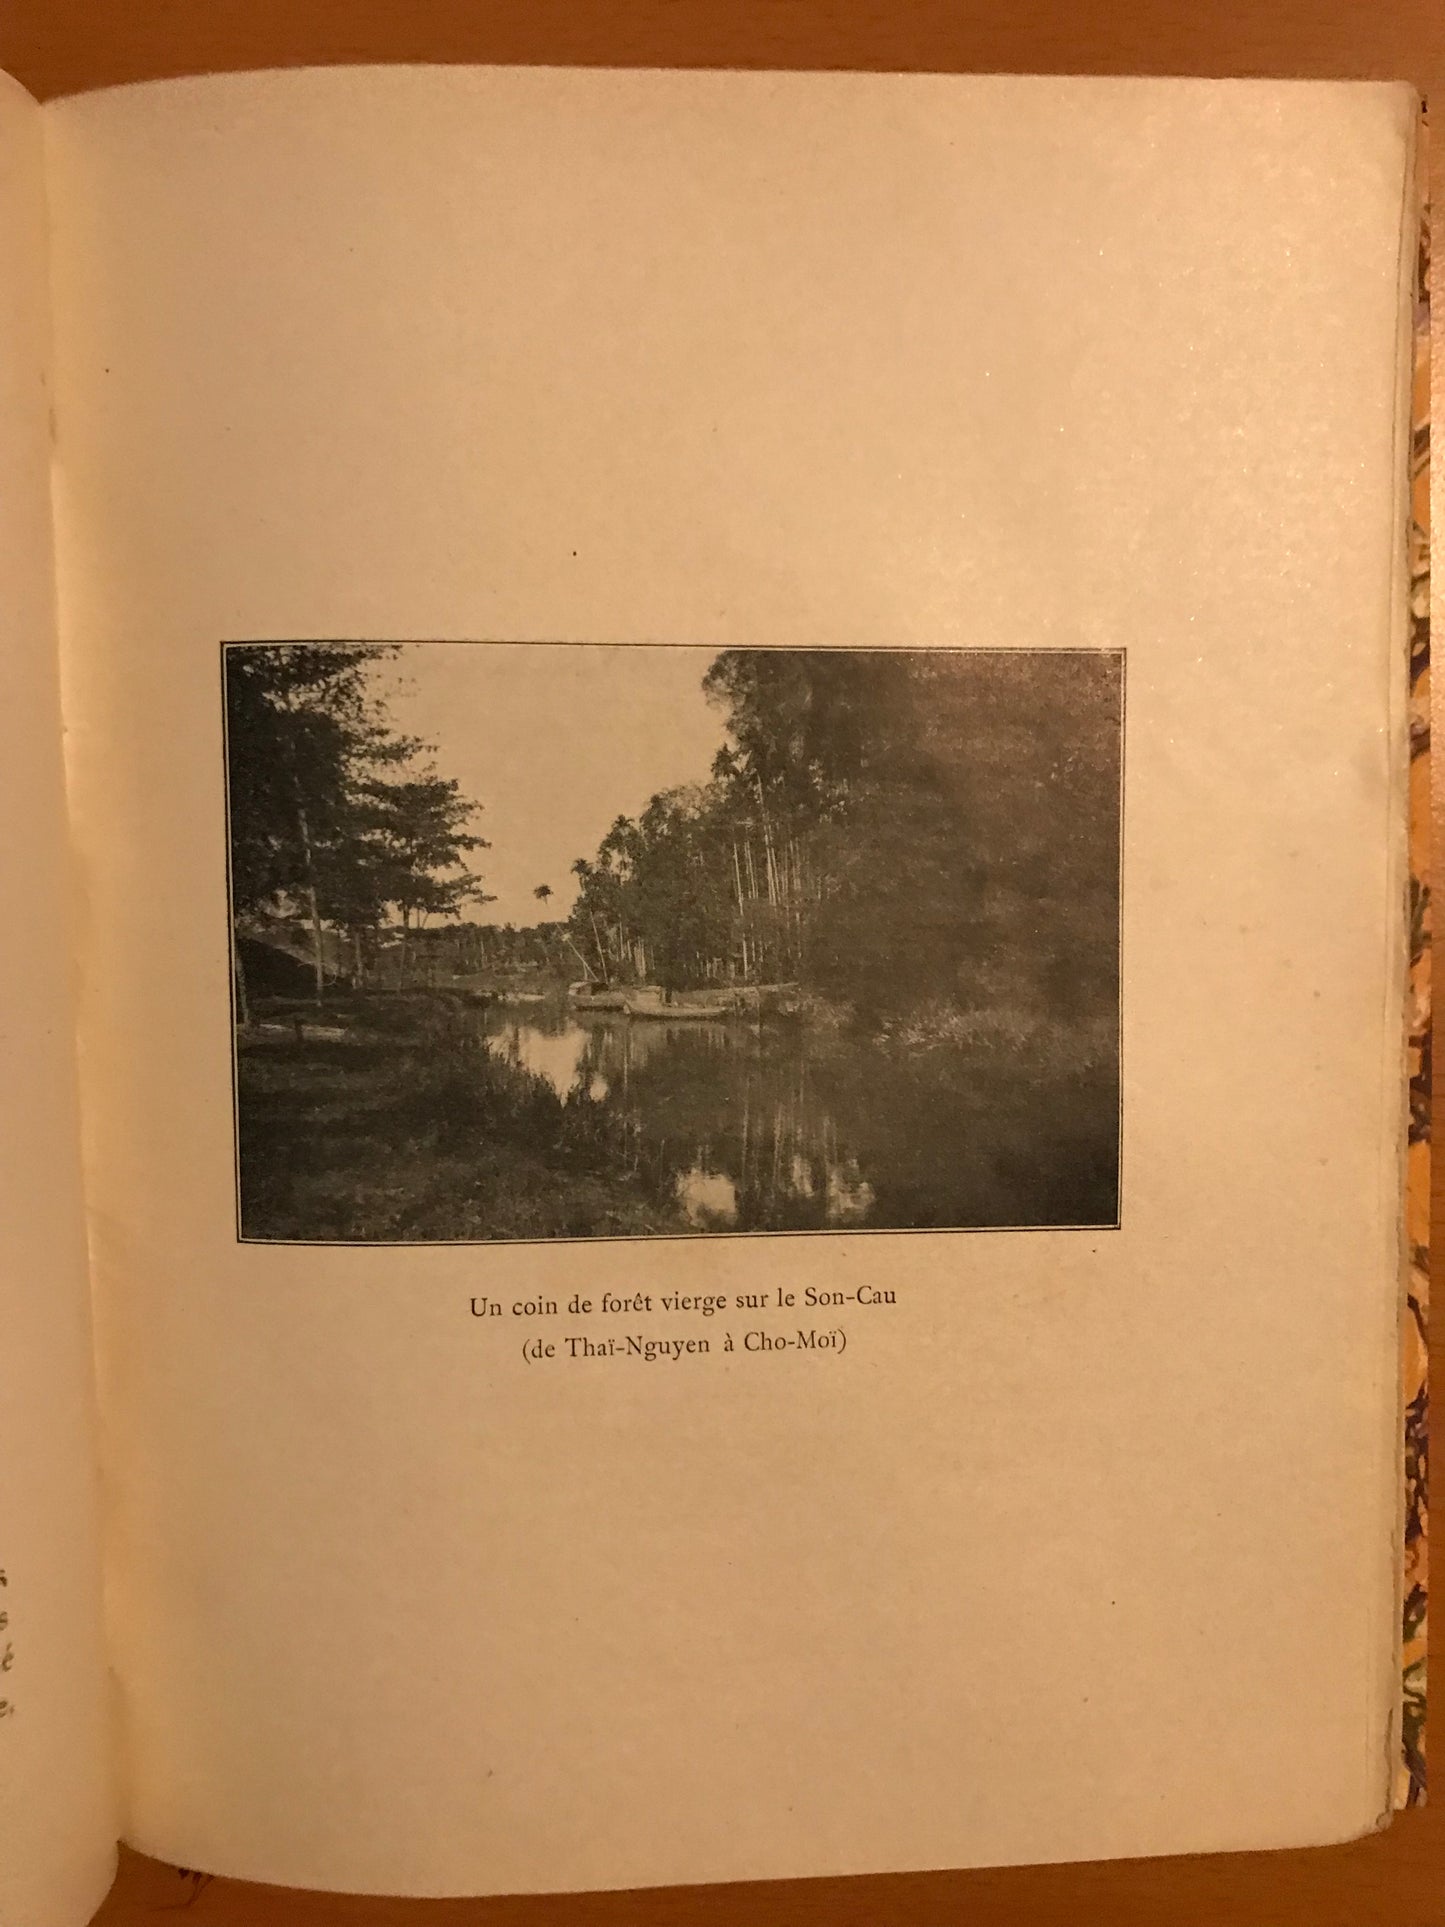 Un coin de forêt vierge sur le Son-Cau
(de Thaï-Nguyen à Cho-Moï)